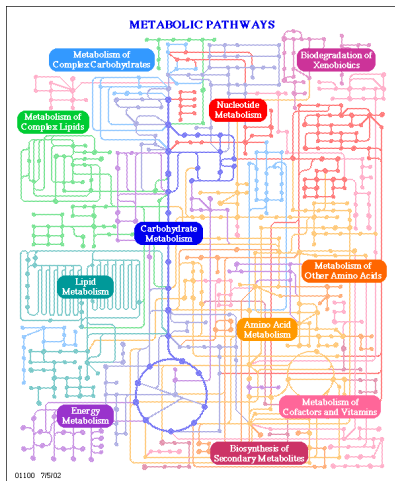 METABOLIC PATHWAYS
Metabolism of
Complex Carbohydrates
Biodegradation of
Xenobiotics
Nucleotide
Metabolism
Metabolism of
Complex Lipids
Carbohydrate
Metabolism
Metabolism of
Other Amino Acids
Lipid
Metabolism
Amino Acid
Metabolism
Metabolism of
Cofactors and Vitamins
Energy
Metabolism
Biosynthesis of
Secondary Metabolites
01100 7/5/02